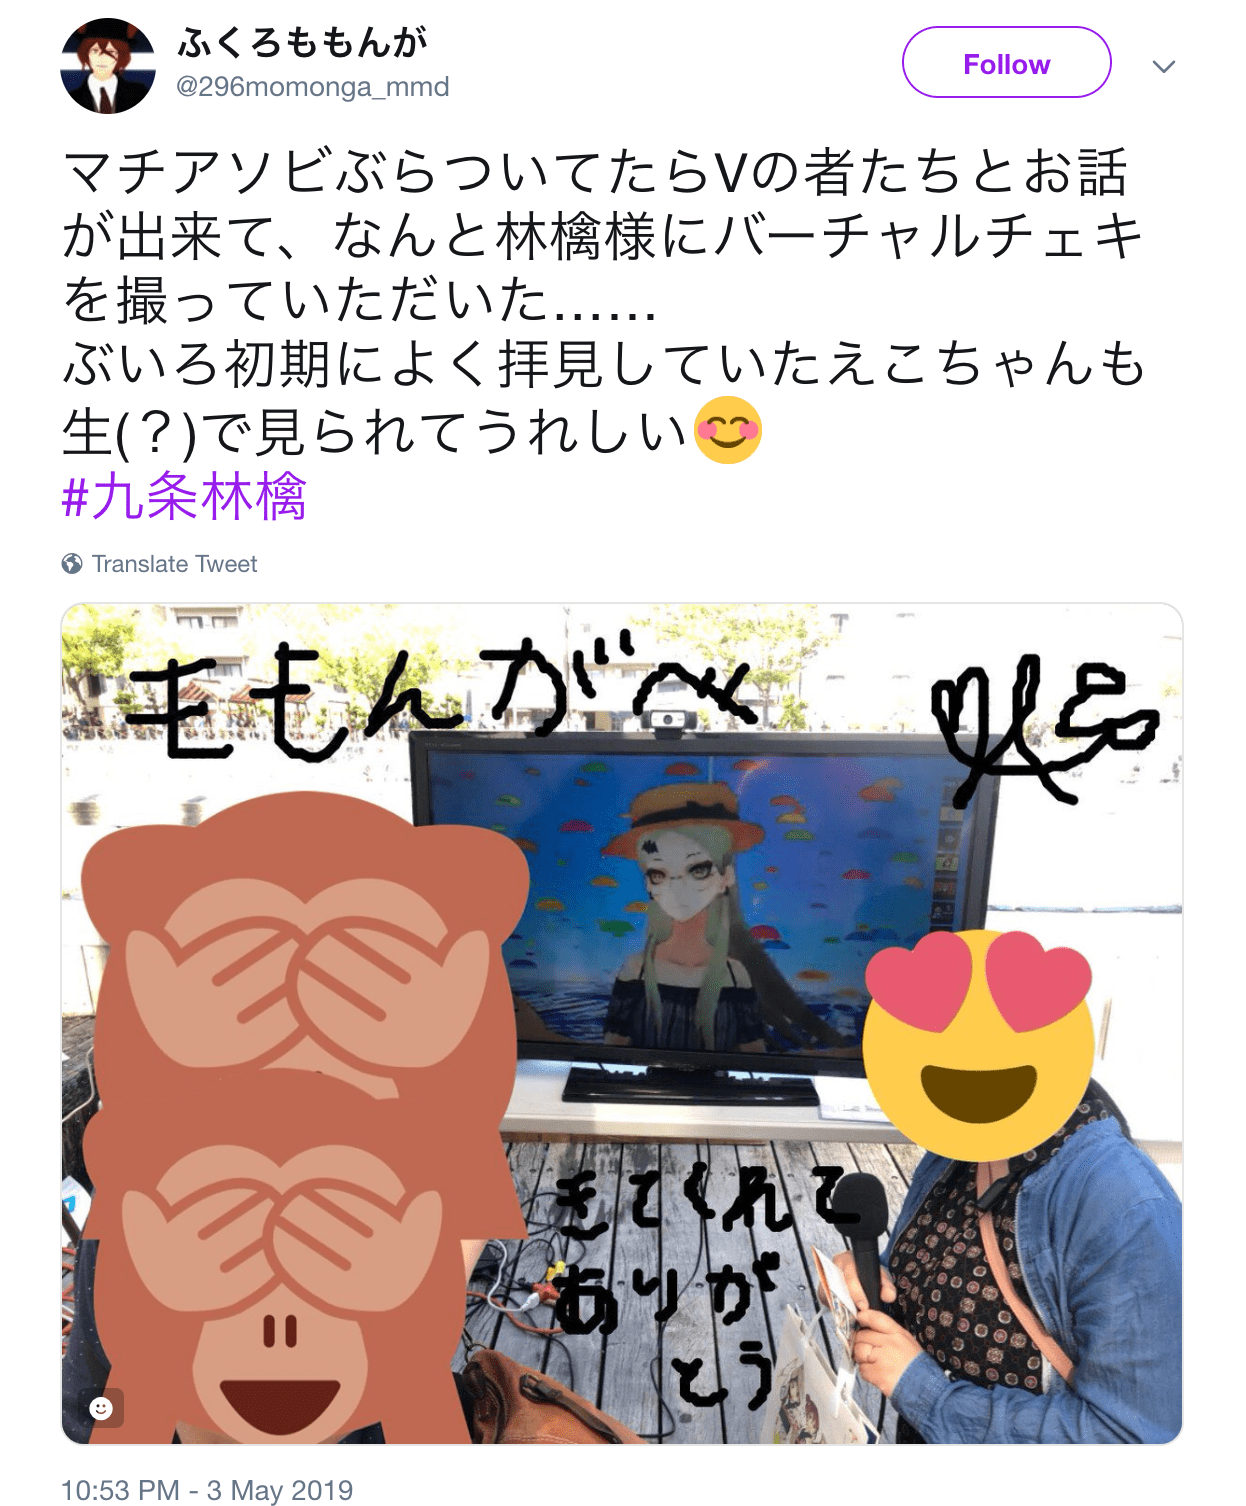 ふくろももんが
@296momonga_mmd
Follow
マチアソビぶらついてたらVの者たちとお話
が出来て、なんと林檎様にバーチャルチェキ
を撮っていただいた……
ぶいろ初期によく拝見していたえこちゃんも
生(？)で見られてうれしい😊
#九条林檎
Translate Tweet
ももんがへ
きてくれて
ありが
とう
10:53 PM - 3 May 2019